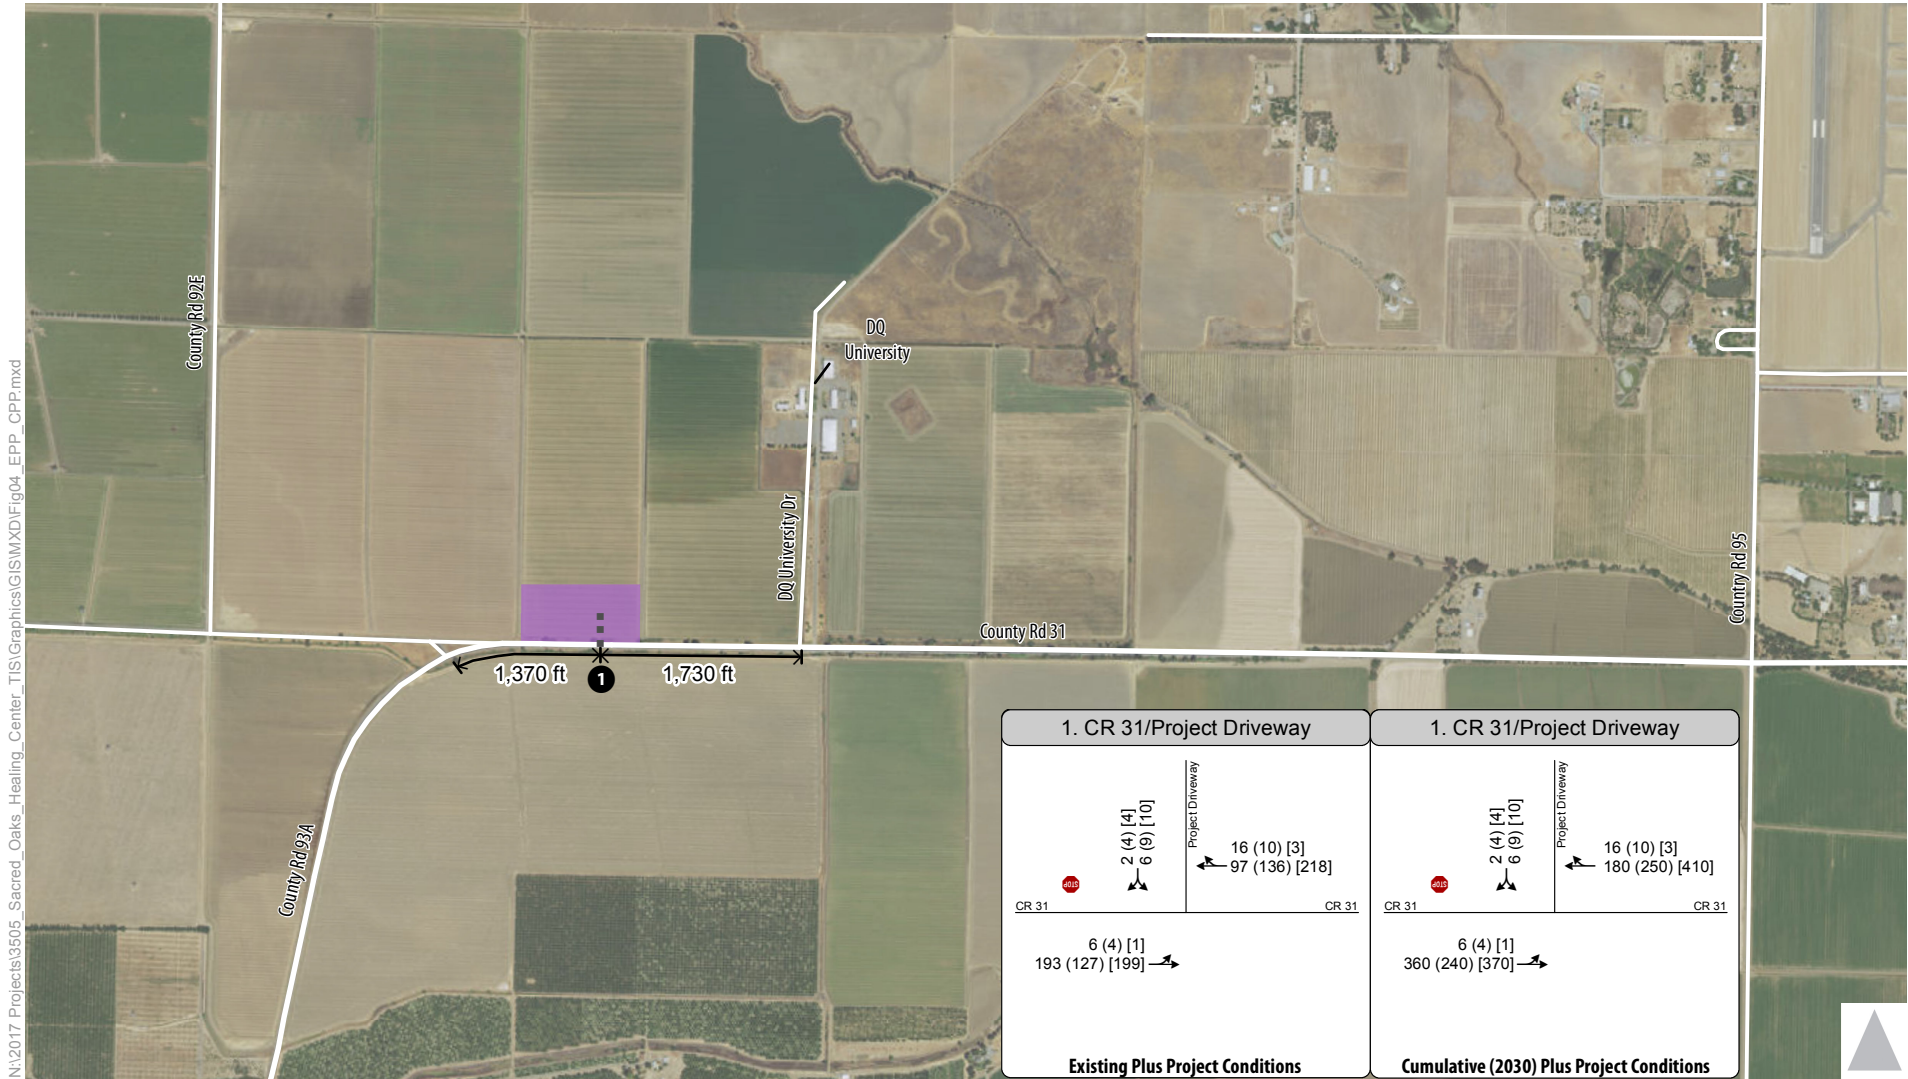 N:\2017 Projects\3505_Sacred_Oaks_Healing_Center_TIS\Graphics\GIS\MXD\Fig04_EPP_CPP.mxd
County Rd 92E
DQ
University
DQ University Dr
County Rd 31
Country Rd 95
County Rd 93A
1,370 ft
1
1,730 ft
1. CR 31/Project Driveway
2 (4) [4]
6 (9) [10]
Project Driveway
16 (10) [3]
97 (136) [218]
STOP
CR 31
CR 31
6 (4) [1]
193 (127) [199]
Existing Plus Project Conditions
1. CR 31/Project Driveway
2 (4) [4]
6 (9) [10]
Project Driveway
16 (10) [3]
180 (250) [410]
STOP
CR 31
CR 31
6 (4) [1]
360 (240) [370]
Cumulative (2030) Plus Project Conditions